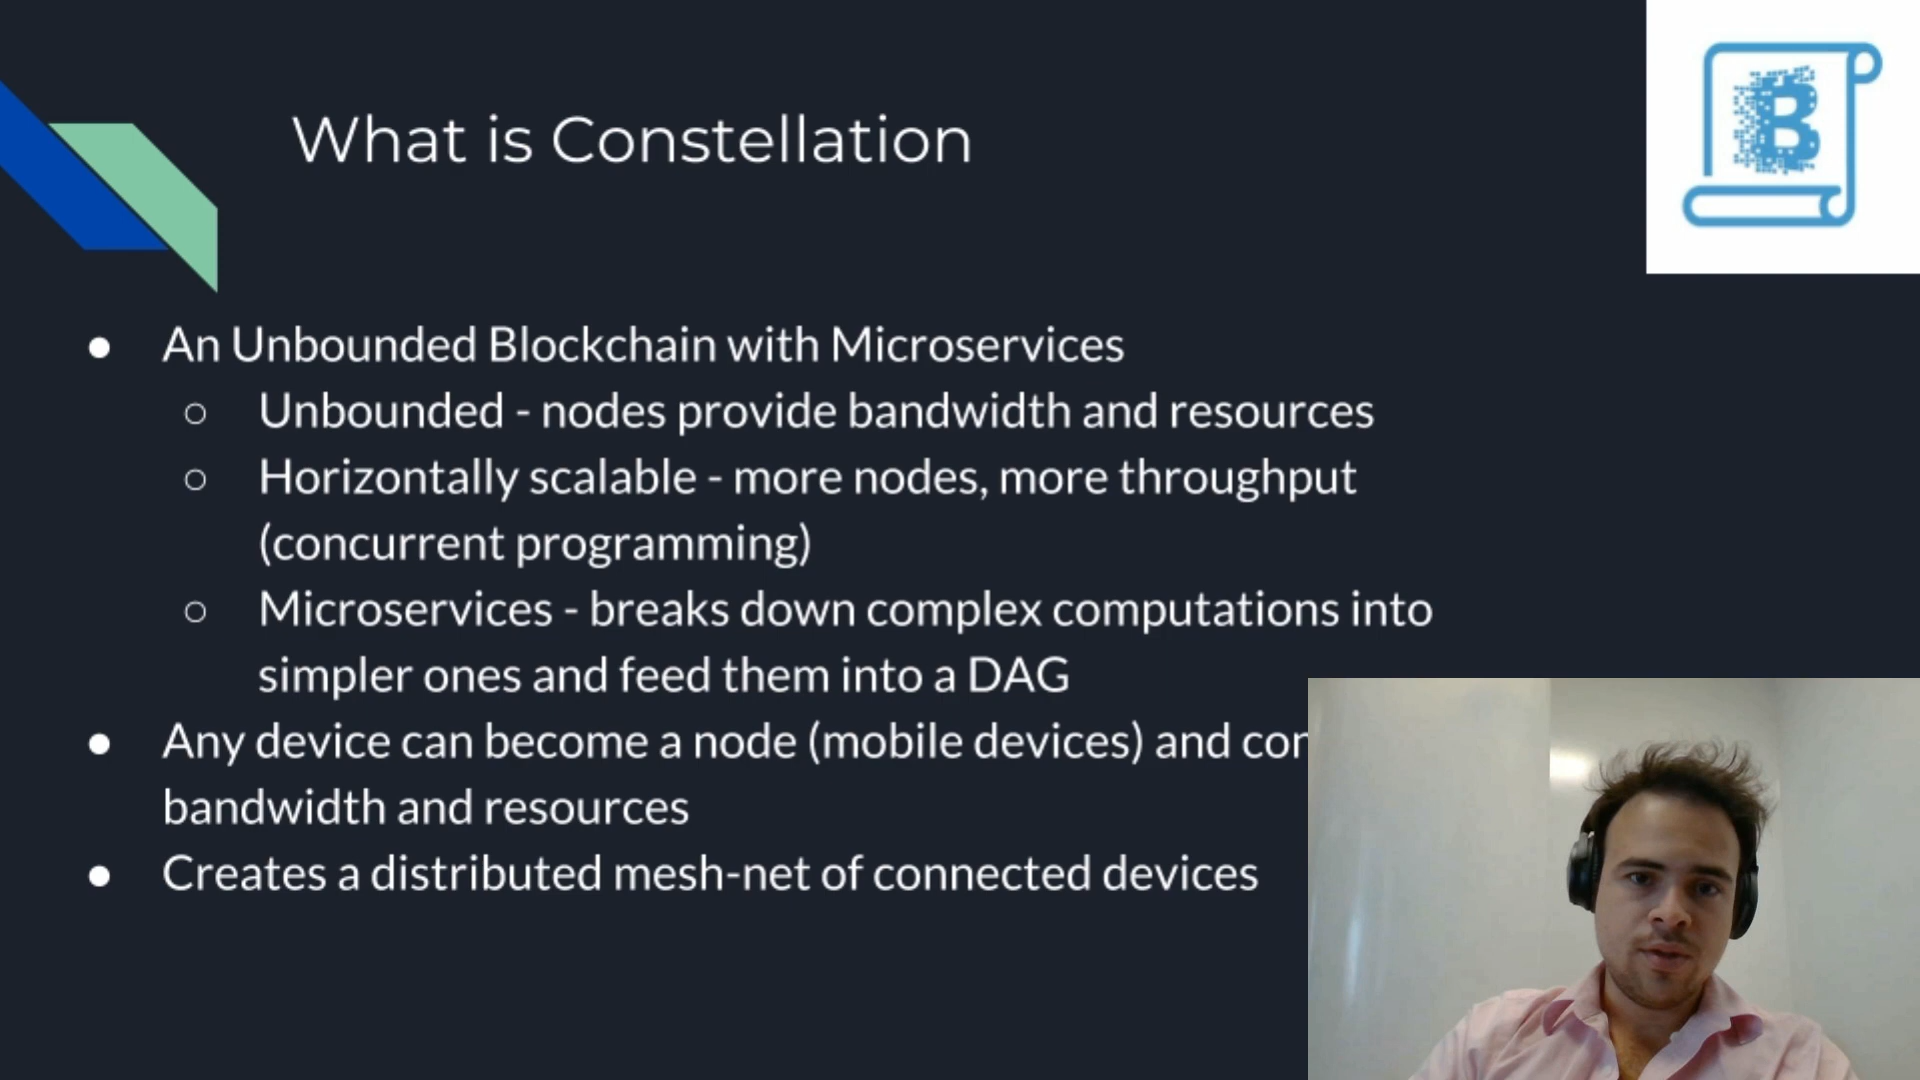 What is Constellation
● An Unbounded Blockchain with Microservices
○ Unbounded - nodes provide bandwidth and resources
○ Horizontally scalable - more nodes, more throughput
(concurrent programming)
○ Microservices - breaks down complex computations into
simpler ones and feed them into a DAG
● Any device can become a node (mobile devices) and
bandwidth and resources
● Creates a distributed mesh-net of connected devices
B